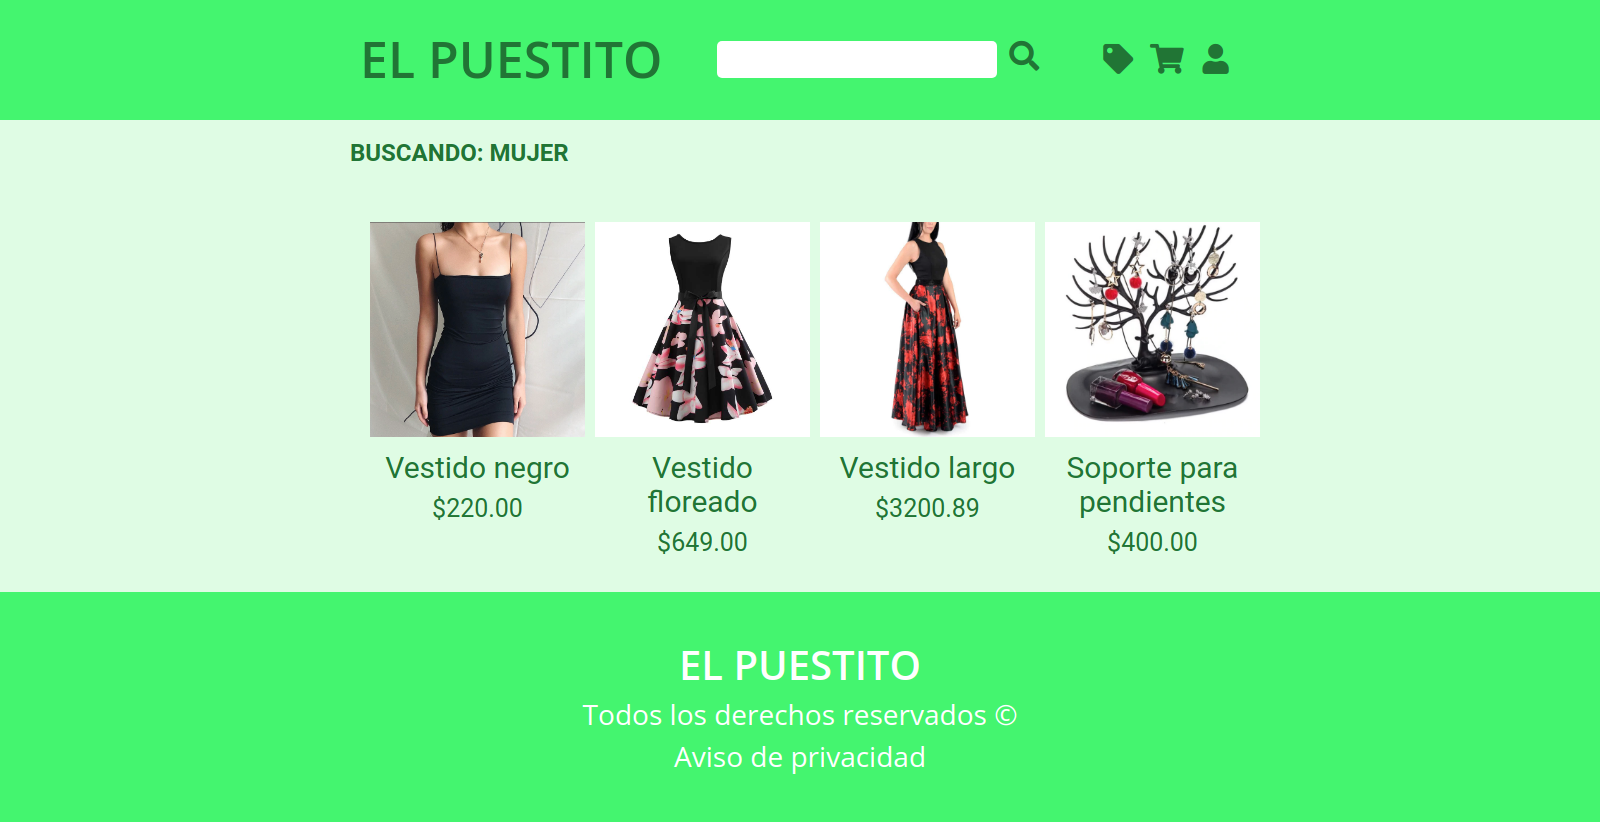 EL PUESTITO
BUSCANDO: MUJER
Vestido negro
$220.00
Vestido
floreado
$649.00
Vestido largo
$3200.89
Soporte para
pendientes
$400.00
EL PUESTITO
Todos los derechos reservados ©
Aviso de privacidad